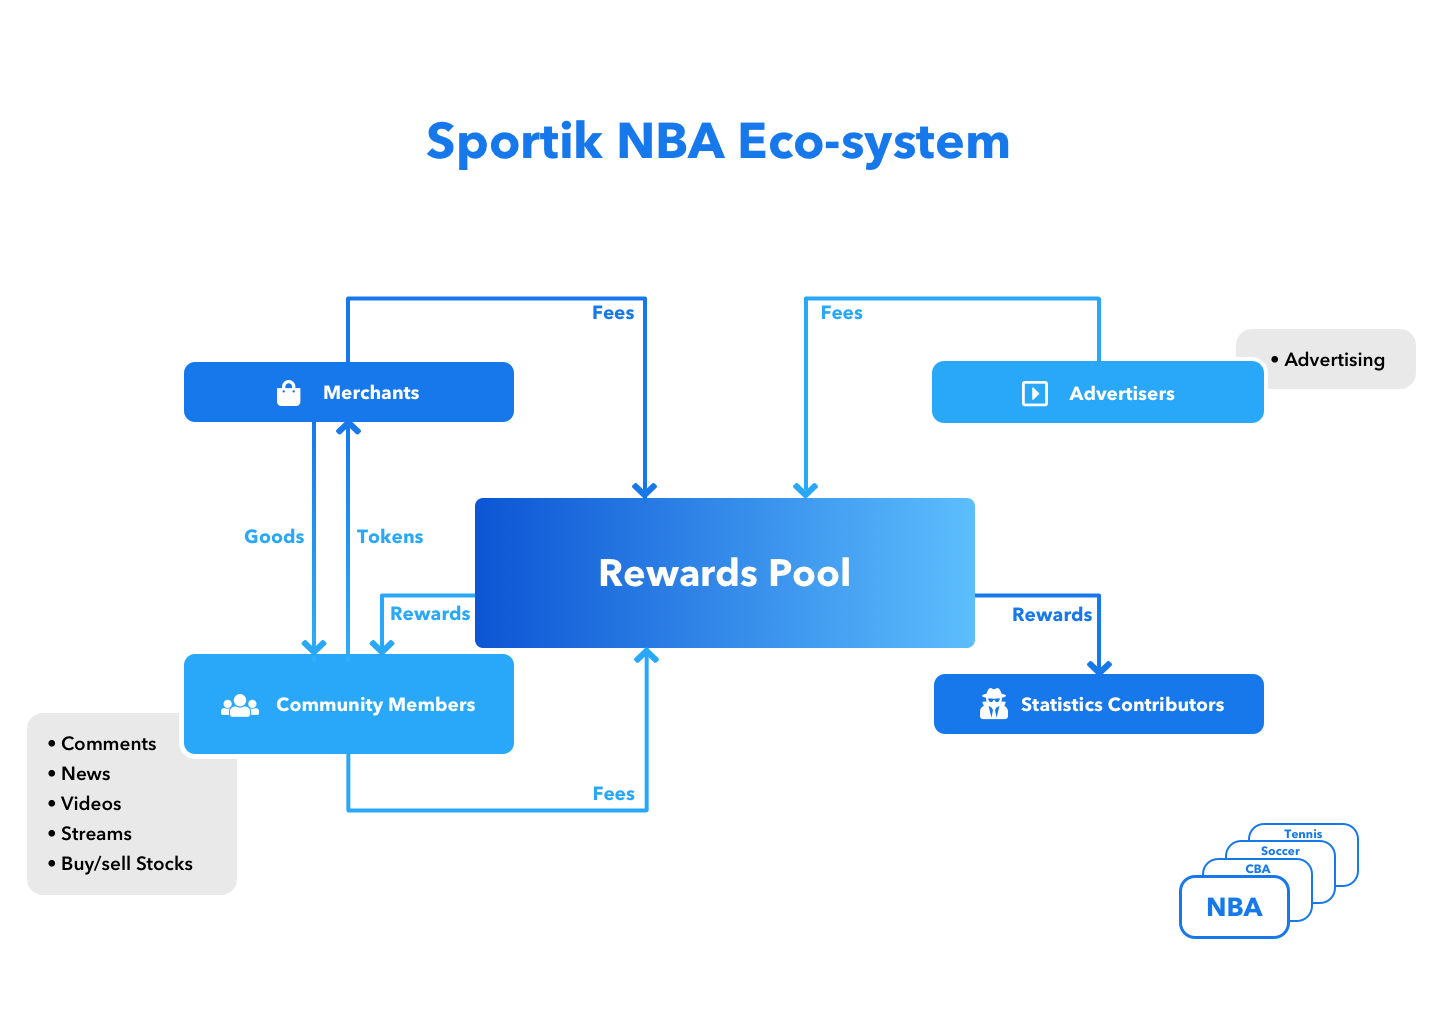 Sportik NBA Eco-system
Fees
Fees
Merchants
Advertisers
• Advertising
Goods
Tokens
Rewards Pool
Rewards
Rewards
Community Members
Statistics Contributors
• Comments
• News
• Videos
• Streams
• Buy/sell Stocks
Fees
Tennis
Soccer
CBA
NBA